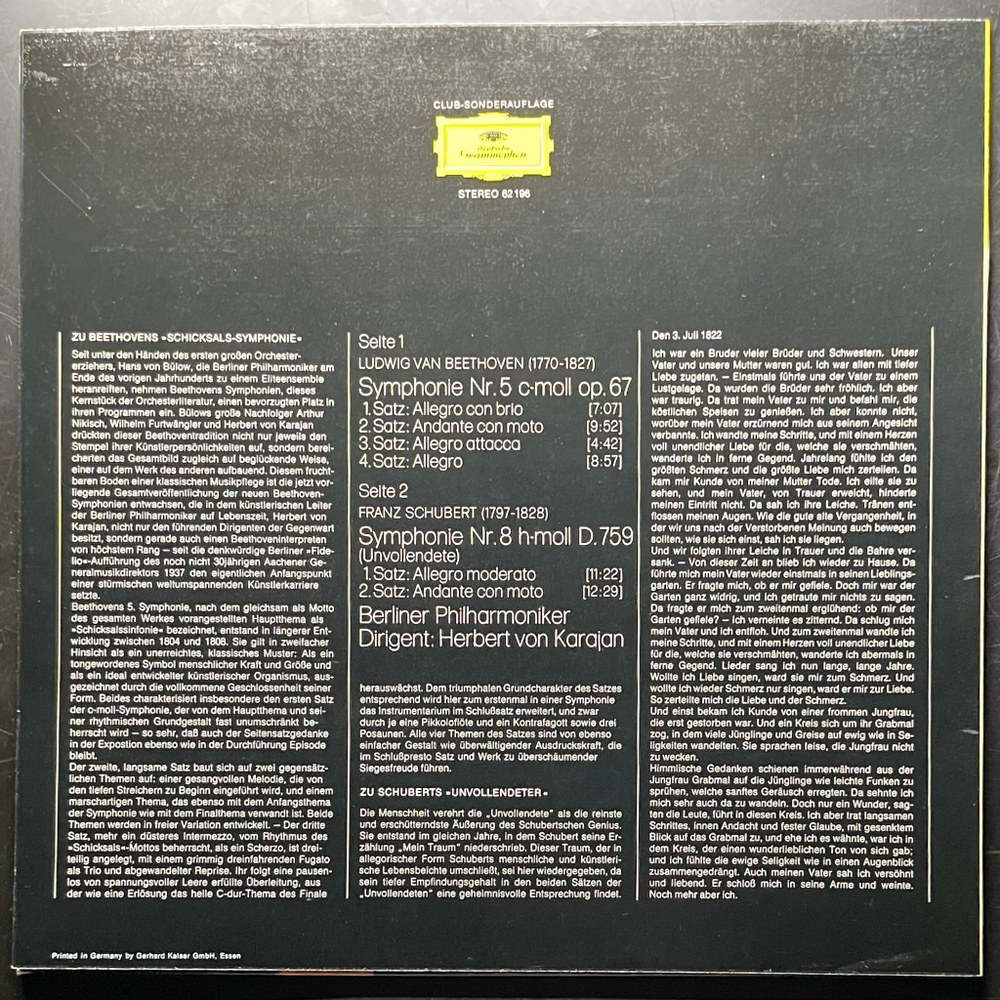 CLUB-SONDERAUFLAGE
Deutsche
Grammophon
STEREO 62 196
ZU BEETHOVENS »SCHICKSALS-SYMPHONIE«
Seit unter den Händen des ersten großen Orchester-
erziehers, Hans von Bülow, die Berliner Philharmoniker am
Ende des vorigen Jahrhunderts zu einem Eliteensemble
heranreiften, nehmen Beethovens Symphonien, dieses
Kernstück der Orchesterliteratur, einen bevorzugten Platz in
ihren Programmen ein. Bülows große Nachfolger Arthur
Nikisch, Wilhelm Furtwängler und Herbert von Karajan
drückten dieser Beethoventradition nicht nur jeweils den
Stempel ihrer Künstlerpersönlichkeiten auf, sondern berei-
cherten das Gesamtbild zugleich auf beglückende Weise,
einer auf dem Werk des anderen aufbauend. Diesem frucht-
baren Boden einer klassischen Musikpflege ist die jetzt vor-
liegende Gesamtveröffentlichung der neuen Beethoven-
Symphonien entwachsen, die in dem künstlerischen Leiter
der Berliner Philharmoniker auf Lebenszeit, Herbert von
Karajan, nicht nur den führenden Dirigenten der Gegenwart
besitzt, sondern gerade auch einen Beethoveninterpreten
von höchstem Rang – seit die denkwürdige Berliner »Fide-
lio«-Aufführung des noch nicht 30jährigen Aachener Ge-
neralmusikdirektors 1937 den eigentlichen Anfangspunkt
einer stürmischen weltumspannenden Künstlerkarriere
setzte.
Beethovens 5. Symphonie, nach dem gleichsam als Motto
des gesamten Werkes vorangestellten Hauptthema als
»Schicksalssinfonie« bezeichnet, entstand in längerer Ent-
wicklung zwischen 1804 und 1808. Sie gilt in zweifacher
Hinsicht als ein unerreichtes, klassisches Muster: Als ein
tongewordenes Symbol menschlicher Kraft und Größe und
als ein ideal entwickelter künstlerischer Organismus, aus-
gezeichnet durch die vollkommene Geschlossenheit seiner
Form. Beides charakterisiert insbesondere den ersten Satz
der c-moll-Symphonie, der von dem Hauptthema und sei-
ner rhythmischen Grundgestalt fast unumschränkt be-
herrscht wird – so sehr, daß auch der Seitensatzgedanke
in der Expostion ebenso wie in der Durchführung Episode
bleibt.
Der zweite, langsame Satz baut sich auf zwei gegensätz-
lichen Themen auf: einer gesangvollen Melodie, die von
den tiefen Streichern zu Beginn eingeführt wird, und einem
marschartigen Thema, das ebenso mit dem Anfangsthema
der Symphonie wie mit dem Finalthema verwandt ist. Beide
Themen werden in freier Variation entwickelt. – Der dritte
Satz, mehr ein düsteres Intermezzo, vom Rhythmus des
»Schicksals«-Mottos beherrscht, als ein Scherzo, ist drei-
teilig angelegt, mit einem grimmig dreinfahrenden Fugato
als Trio und abgewandelter Reprise. Ihr folgt eine pausen-
los von spannungsvoller Leere erfüllte Überleitung, aus
der wie eine Erlösung das helle C-dur-Thema des Finale
Seite 1
LUDWIG VAN BEETHOVEN (1770-1827)
Symphonie Nr. 5 c-moll op. 67
1. Satz: Allegro con brio [7:07]
2. Satz: Andante con moto [9:52]
3. Satz: Allegro attacca [4:42]
4. Satz: Allegro [8:57]
Seite 2
FRANZ SCHUBERT (1797-1828)
Symphonie Nr. 8 h-moll D. 759
(Unvollendete)
1. Satz: Allegro moderato [11:22]
2. Satz: Andante con moto [12:29]
Berliner Philharmoniker
Dirigent: Herbert von Karajan
herauswächst. Dem triumphalen Grundcharakter des Satzes
entsprechend wird hier zum erstenmal in einer Symphonie
das Instrumentarium im Schlußsatz erweitert, und zwar
durch je eine Pikkoloflöte und ein Kontrafagott sowie drei
Posaunen. Alle vier Themen des Satzes sind von ebenso
einfacher Gestalt wie überwältigender Ausdruckskraft, die
im Schlußpresto Satz und Werk zu überschäumender
Siegesfreude führen.
ZU SCHUBERTS »UNVOLLENDETER«
Die Menschheit verehrt die „Unvollendete“ als die reinste
und erschütterndste Äußerung des Schubertschen Genius.
Sie entstand im gleichen Jahre, in dem Schubert seine Er-
zählung „Mein Traum“ niederschrieb. Dieser Traum, der in
allegorischer Form Schuberts menschliche und künstleri-
sche Lebensbeichte umschließt, sei hier wiedergegeben, da
sein tiefer Empfindungsgehalt in den beiden Sätzen der
„Unvollendeten“ eine geheimnisvolle Entsprechung findet.
Den 3. Juli 1822
Ich war ein Bruder vieler Brüder und Schwestern. Unser
Vater und unsere Mutter waren gut. Ich war allen mit tiefer
Liebe zugetan. – Einstmals führte uns der Vater zu einem
Lustgelage. Da wurden die Brüder sehr fröhlich. Ich aber
war traurig. Da trat mein Vater zu mir und befahl mir, die
köstlichen Speisen zu genießen. Ich aber konnte nicht,
worüber mein Vater erzürnend mich aus seinem Angesicht
verbannte. Ich wandte meine Schritte, und mit einem Herzen
voll unendlicher Liebe für die, welche sie verschmähten,
wanderte ich in ferne Gegend. Jahrelang fühlte ich den
größten Schmerz und die größte Liebe mich zerteilen. Da
kam mir Kunde von meiner Mutter Tode. Ich eilte sie zu
sehen, und mein Vater, von Trauer erweicht, hinderte
meinen Eintritt nicht. Da sah ich ihre Leiche. Tränen ent-
flossen meinen Augen. Wie die gute alte Vergangenheit, in
der wir uns nach der Verstorbenen Meinung auch bewegen
sollten, wie sie sich einst, sah ich sie liegen.
Und wir folgten ihrer Leiche in Trauer und die Bahre ver-
sank. – Von dieser Zeit an blieb ich wieder zu Hause. Da
führte mich mein Vater wieder einstmals in seinen Lieblings-
garten. Er fragte mich, ob er mir gefiele. Doch mir war der
Garten ganz widrig, und ich getraute mir nichts zu sagen.
Da fragte er mich zum zweitenmal erglühend: ob mir der
Garten gefiele? – Ich verneinte es zitternd. Da schlug mich
mein Vater und ich entfloh. Und zum zweitenmal wandte ich
meine Schritte, und mit einem Herzen voll unendlicher Liebe
für die, welche sie verschmähten, wanderte ich abermals in
ferne Gegend. Lieder sang ich nun lange, lange Jahre.
Wollte ich Liebe singen, ward sie mir zum Schmerz. Und
wollte ich wieder Schmerz nur singen, ward er mir zur Liebe.
So zerteilte mich die Liebe und der Schmerz.
Und einst bekam ich Kunde von einer frommen Jungfrau,
die erst gestorben war. Und ein Kreis sich um ihr Grabmal
zog, in dem viele Jünglinge und Greise auf ewig wie in Se-
ligkeiten wandelten. Sie sprachen leise, die Jungfrau nicht
zu wecken.
Himmlische Gedanken schienen immerwährend aus der
Jungfrau Grabmal auf die Jünglinge wie leichte Funken zu
sprühen, welche sanftes Geräusch erregten. Da sehnte ich
mich sehr auch da zu wandeln. Doch nur ein Wunder, sag-
ten die Leute, führt in diesen Kreis. Ich aber trat langsamen
Schrittes, innen Andacht und fester Glaube, mit gesenktem
Blick auf das Grabmal zu, und ehe ich es wähnte, war ich in
dem Kreis, der einen wunderlieblichen Ton von sich gab;
und ich fühlte die ewige Seligkeit wie in einen Augenblick
zusammengedrängt. Auch meinen Vater sah ich versöhnt
und liebend. Er schloß mich in seine Arme und weinte.
Noch mehr aber ich.
Printed in Germany by Gerhard Kaiser GmbH, Essen